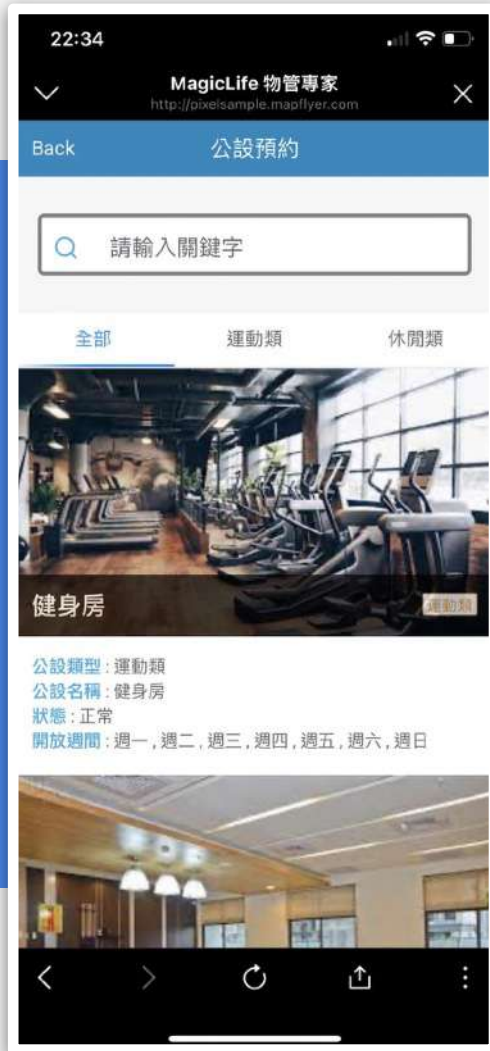 22:34
MagicLife 物管專家
http://pixelsample.mapflyer.com
Back
公設預約
請輸入關鍵字
全部
運動類
休閒類
健身房
運動類
公設類型 : 運動類
公設名稱 : 健身房
狀態 : 正常
開放週間 : 週一 , 週二 , 週三 , 週四 , 週五 , 週六 , 週日